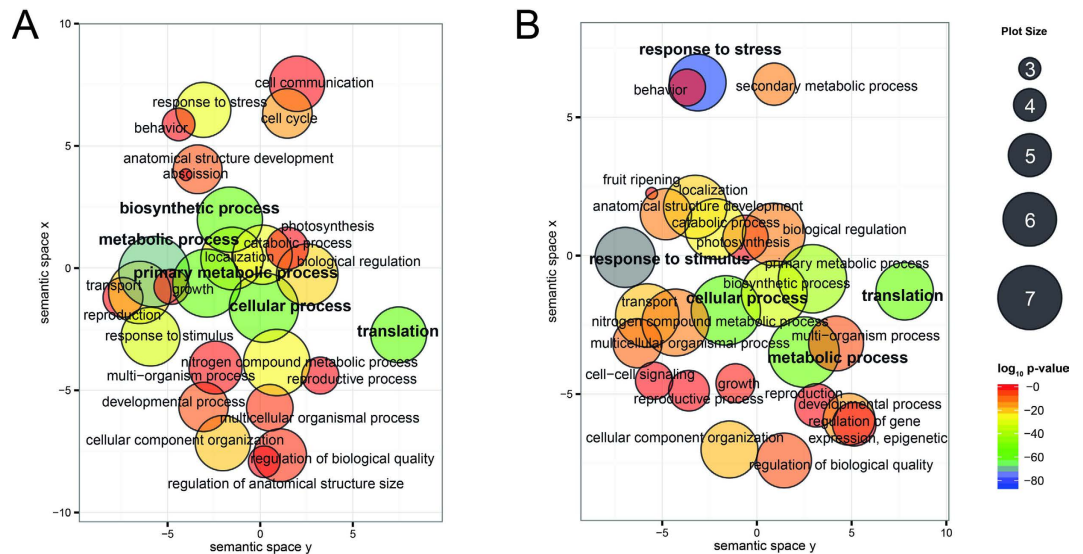 A
10
5
0
−5
−10
semantic space x
−5
0
5
semantic space y
cell communication
response to stress
cell cycle
behavior
anatomical structure development
abscission
biosynthetic process
photosynthesis
metabolic process
catabolic process
localization
biological regulation
primary metabolic process
transport
growth
reproduction
cellular process
translation
response to stimulus
nitrogen compound metabolic process
multi−organism process
reproductive process
developmental process
multicellular organismal process
cellular component organization
regulation of biological quality
regulation of anatomical structure size
B
5
0
−5
semantic space x
−5
0
5
10
semantic space y
response to stress
behavior
secondary metabolic process
fruit ripening
localization
anatomical structure development
catabolic process
biological regulation
photosynthesis
response to stimulus
primary metabolic process
biosynthetic process
transport
cellular process
translation
nitrogen compound metabolic process
multi−organism process
multicellular organismal process
metabolic process
cell−cell signaling
growth
reproductive process
reproduction
developmental process
regulation of gene
expression, epigenetic
cellular component organization
regulation of biological quality
Plot Size
3
4
5
6
7
log10 p-value
−0
−20
−40
−60
−80